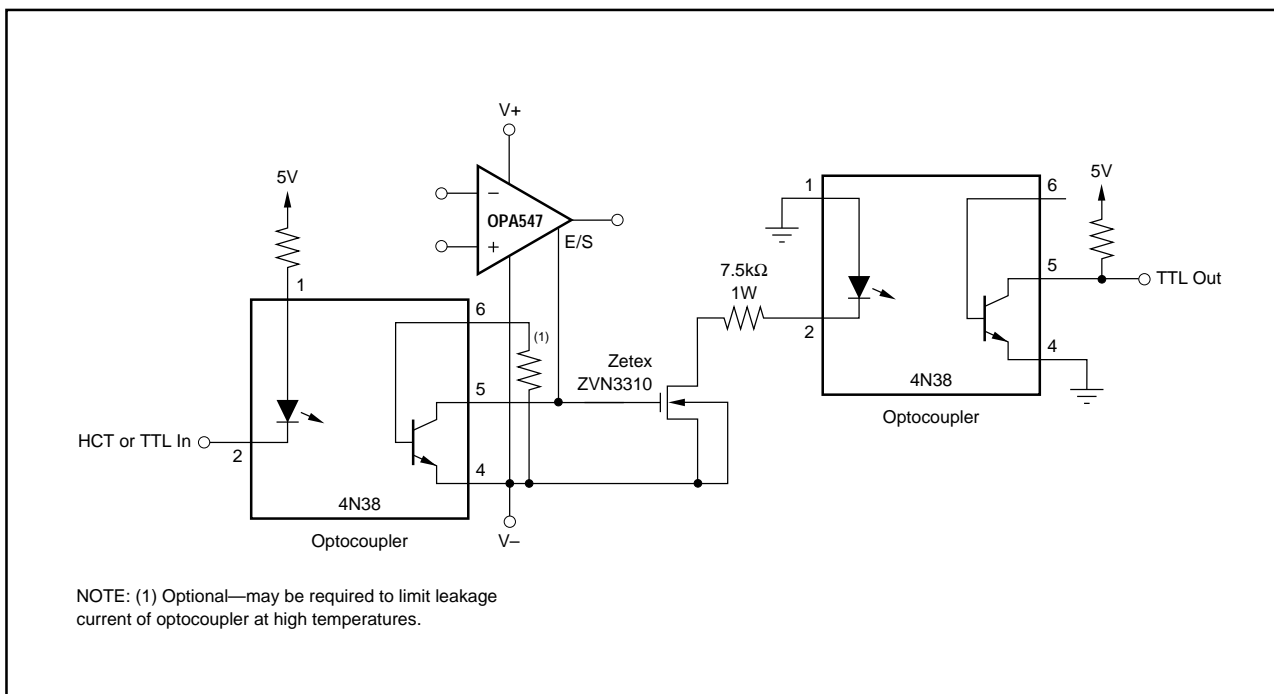 V+
5V
–
OPA547
+
E/S
1
6
(1)
5
4
2
HCT or TTL In
4N38
Optocoupler
V–
Zetex
ZVN3310
7.5kΩ
1W
1
2
6
5V
5
TTL Out
4
4N38
Optocoupler
NOTE: (1) Optional—may be required to limit leakage
current of optocoupler at high temperatures.